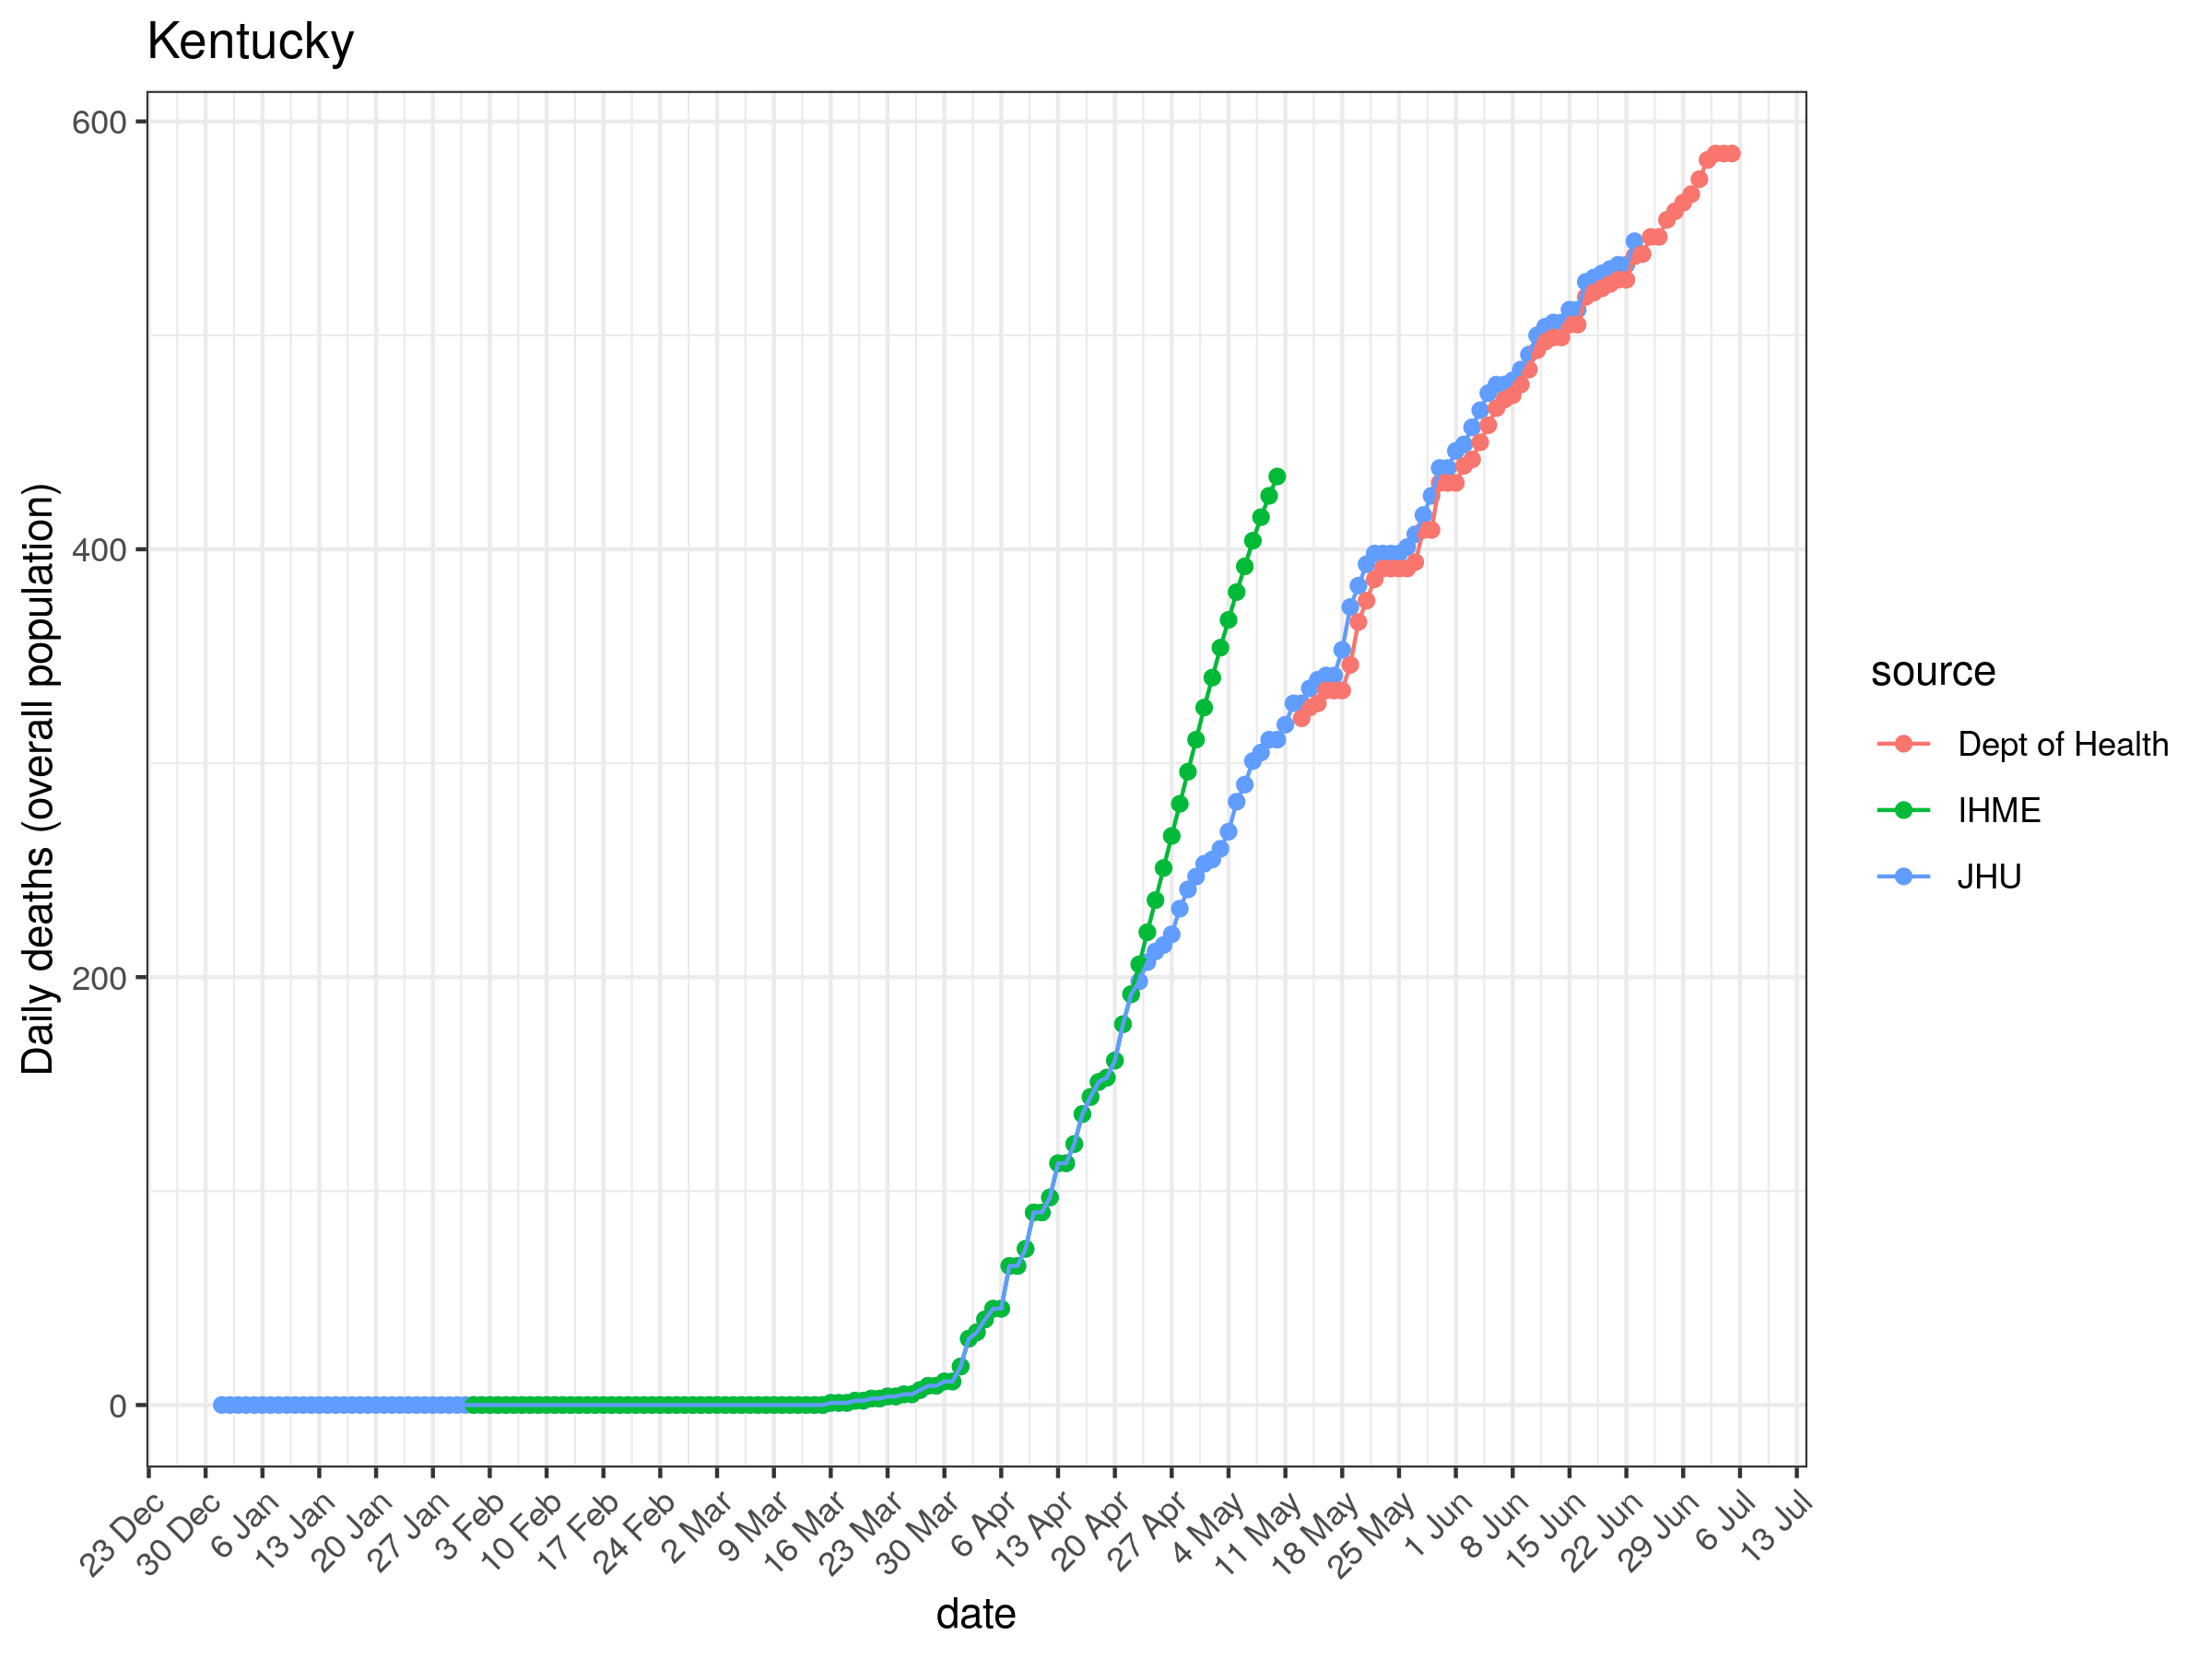 Kentucky
Daily deaths (overall population)
600
400
200
0
23 Dec
30 Dec
6 Jan
13 Jan
20 Jan
27 Jan
3 Feb
10 Feb
17 Feb
24 Feb
2 Mar
9 Mar
16 Mar
23 Mar
30 Mar
6 Apr
13 Apr
20 Apr
27 Apr
4 May
11 May
18 May
25 May
1 Jun
8 Jun
15 Jun
22 Jun
29 Jun
6 Jul
13 Jul
date
source
Dept of Health
IHME
JHU